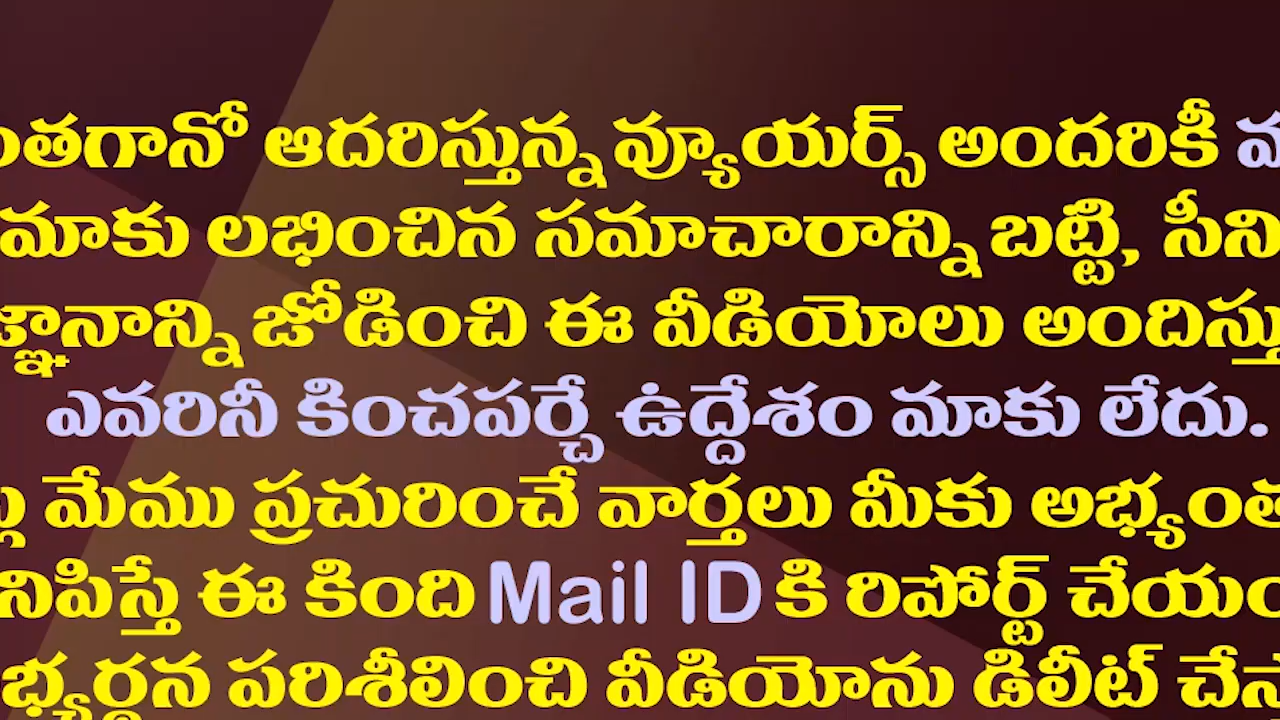 ంతగానో ఆదరిస్తున్న వ్యూయర్స్ అందరికీ
మాకు లభించిన సమాచారాన్ని బట్టి, సీని
జ్ఞానాన్ని జోడించి ఈ వీడియోలు అందిస్తు
ఎవరినీ కించపర్చే ఉద్దేశం మాకు లేదు.
మేము ప్రచురించే వార్తలు మీకు అభ్యంత
నిపిస్తే ఈ కింది Mail ID కి రిపోర్ట్ చేయం
భ్యర్థన పరిశీలించి వీడియోను డిలీట్ చేస